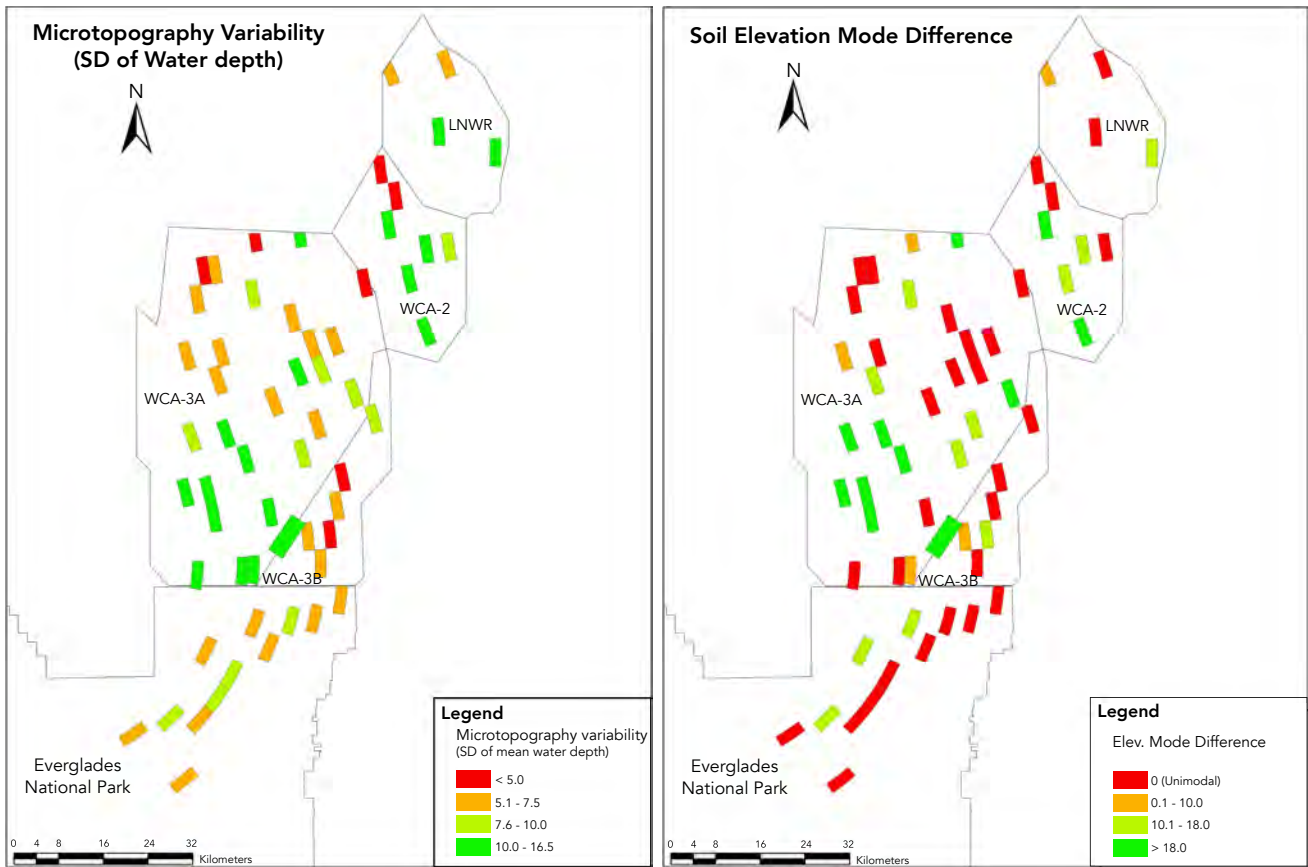 Microtopography Variability
(SD of Water depth)
N
LNWR
WCA-2
WCA-3A
WCA-3B
Everglades
National Park
0 4 8 16 24 32
Kilometers
Legend
Microtopography variability
(SD of mean water depth)
< 5.0
5.1 - 7.5
7.6 - 10.0
10.0 - 16.5
Soil Elevation Mode Difference
N
LNWR
WCA-2
WCA-3A
WCA-3B
Everglades
National Park
0 4 8 16 24 32
Kilometers
Legend
Elev. Mode Difference
0 (Unimodal)
0.1 - 10.0
10.1 - 18.0
> 18.0